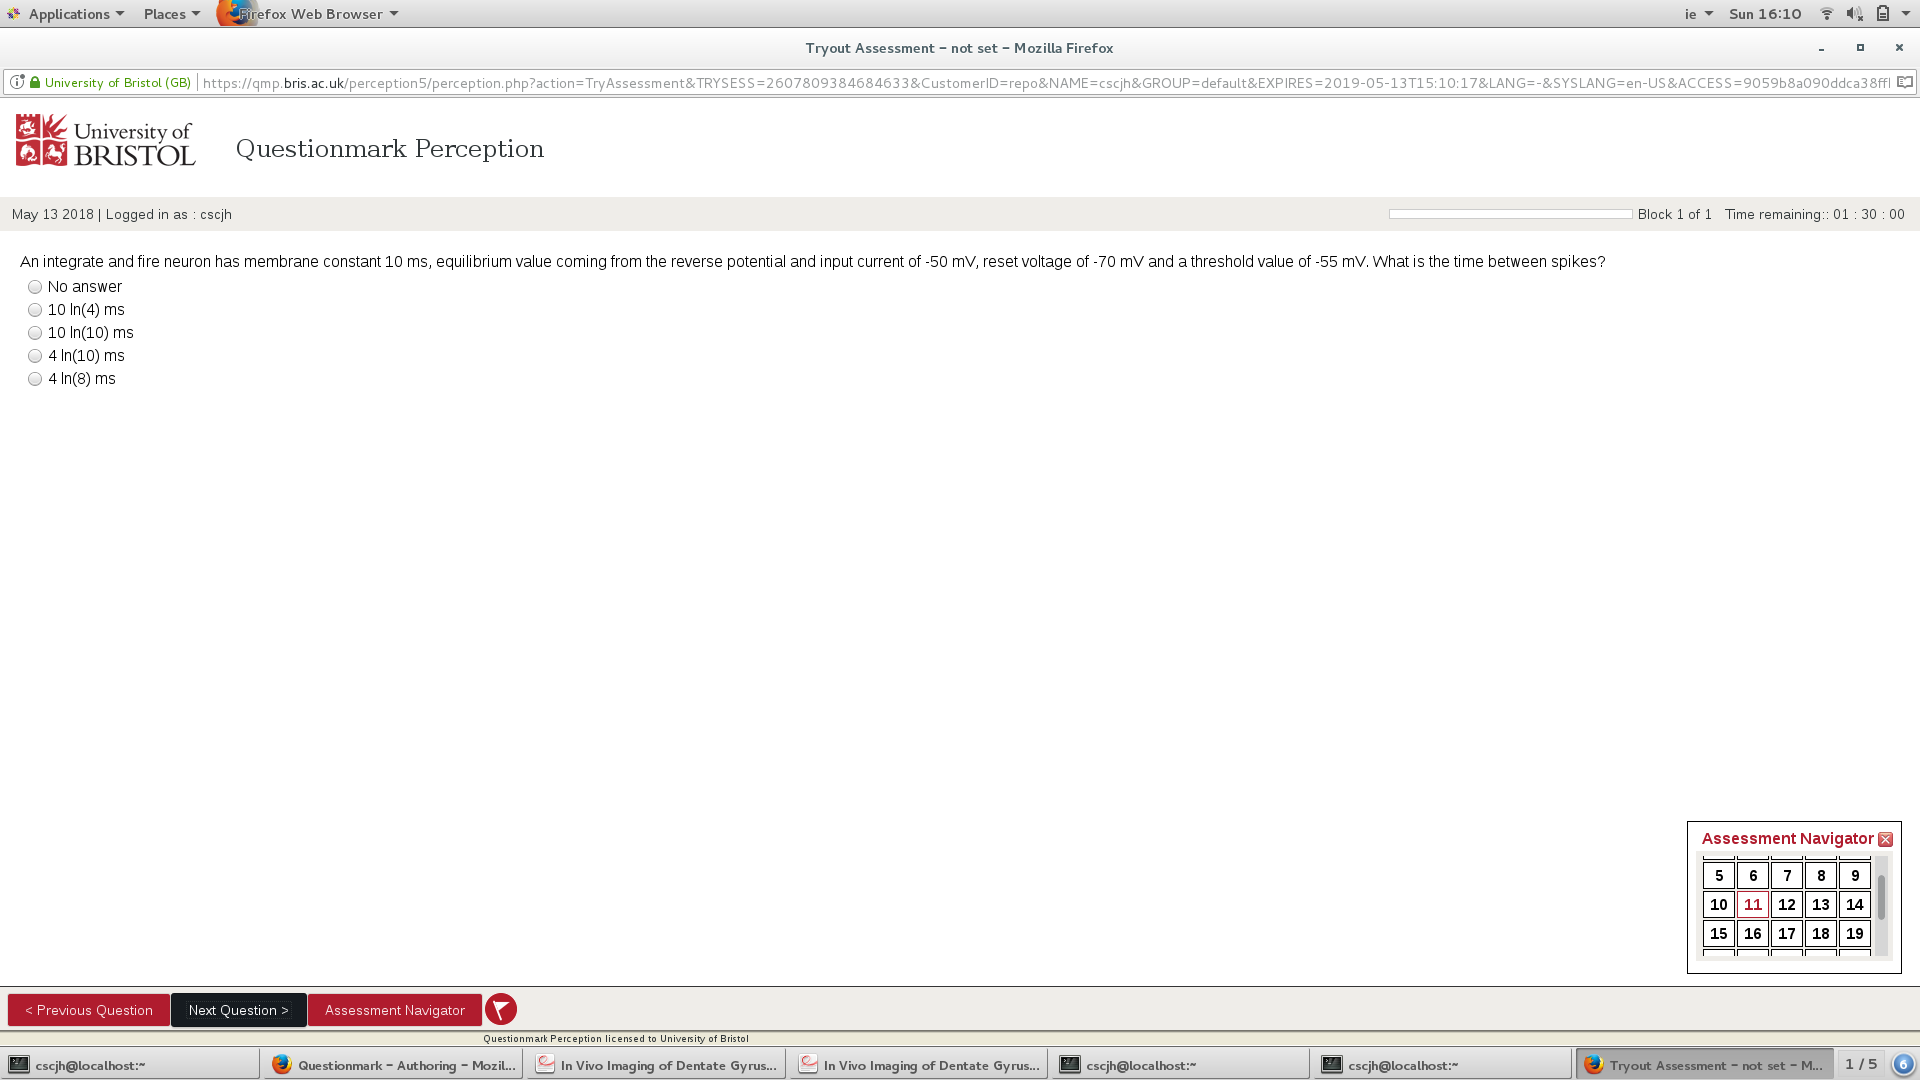 Applications Places Firefox Web Browser ie Sun 16:10
Tryout Assessment – not set – Mozilla Firefox
University of Bristol (GB) https://qmp.bris.ac.uk/perception5/perception.php?action=TryAssessment&TRYSESS=2607809384684633&CustomerID=repo&NAME=cscjh&GROUP=default&EXPIRES=2019-05-13T15:10:17&LANG=-&SYSLANG=en-US&ACCESS=9059b8a090ddca38ffl
University of
BRISTOL
Questionmark Perception
May 13 2018 | Logged in as : cscjh Block 1 of 1 Time remaining:: 01 : 30 : 00
An integrate and fire neuron has membrane constant 10 ms, equilibrium value coming from the reverse potential and input current of -50 mV, reset voltage of -70 mV and a threshold value of -55 mV. What is the time between spikes?
No answer
10 ln(4) ms
10 ln(10) ms
4 ln(10) ms
4 ln(8) ms
Assessment Navigator
5 6 7 8 9
10 11 12 13 14
15 16 17 18 19
< Previous Question Next Question > Assessment Navigator
Questionmark Perception licensed to University of Bristol
cscjh@localhost:~ Questionmark – Authoring – Mozil... In Vivo Imaging of Dentate Gyrus... In Vivo Imaging of Dentate Gyrus... cscjh@localhost:~ cscjh@localhost:~ Tryout Assessment – not set – M... 1 / 5 6